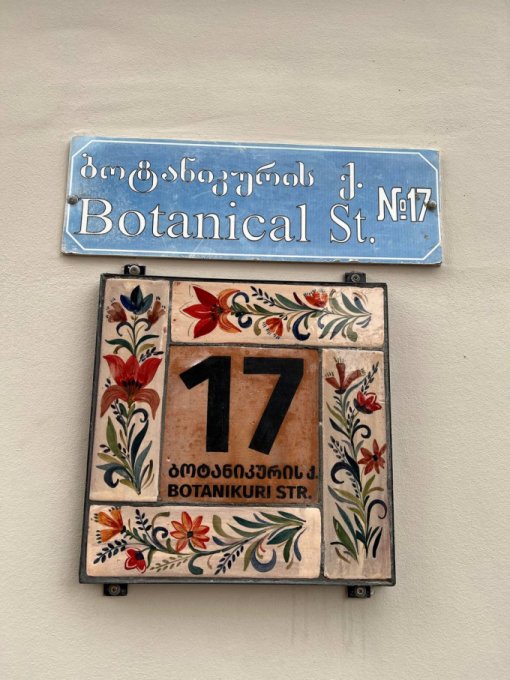 ბოტანიკურის ქ. №17
Botanical St.
17
ბოტანიკურის ქ.
BOTANIKURI STR.